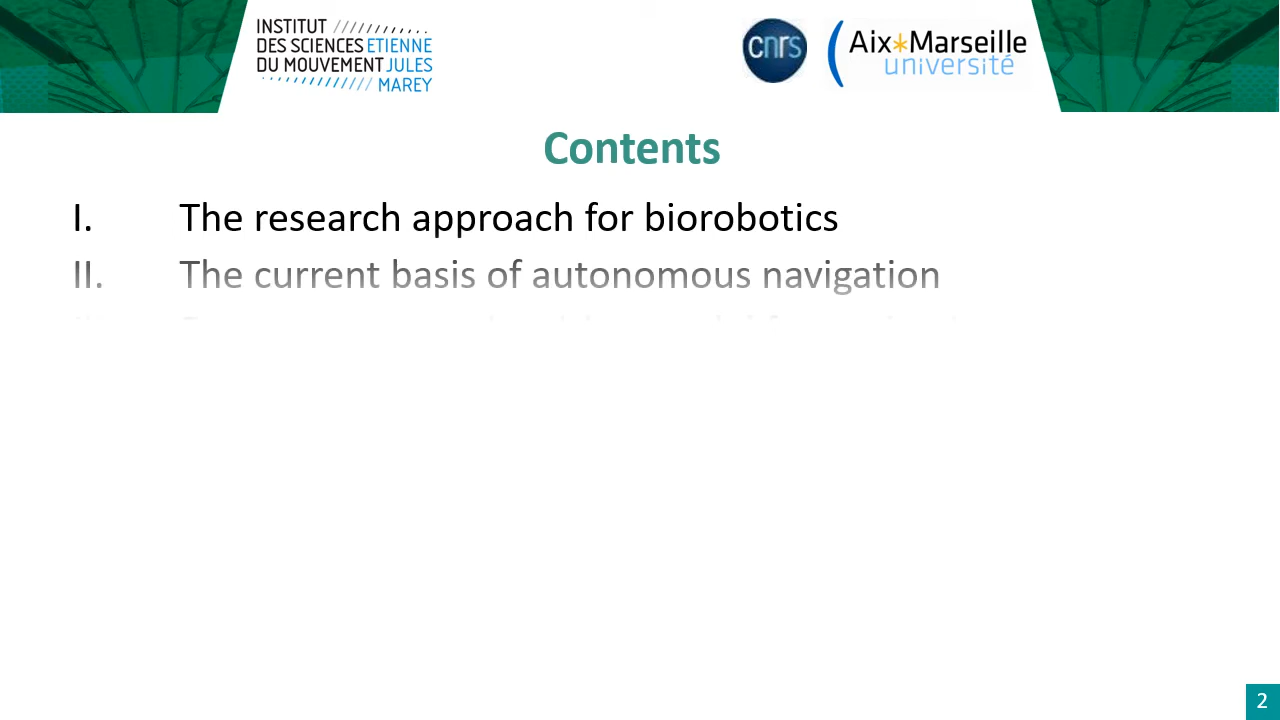 INSTITUT
DES SCIENCES ETIENNE
DU MOUVEMENT JULES
MAREY
cnrs
Aix*Marseille
université
Contents
I. The research approach for biorobotics
II. The current basis of autonomous navigation
2